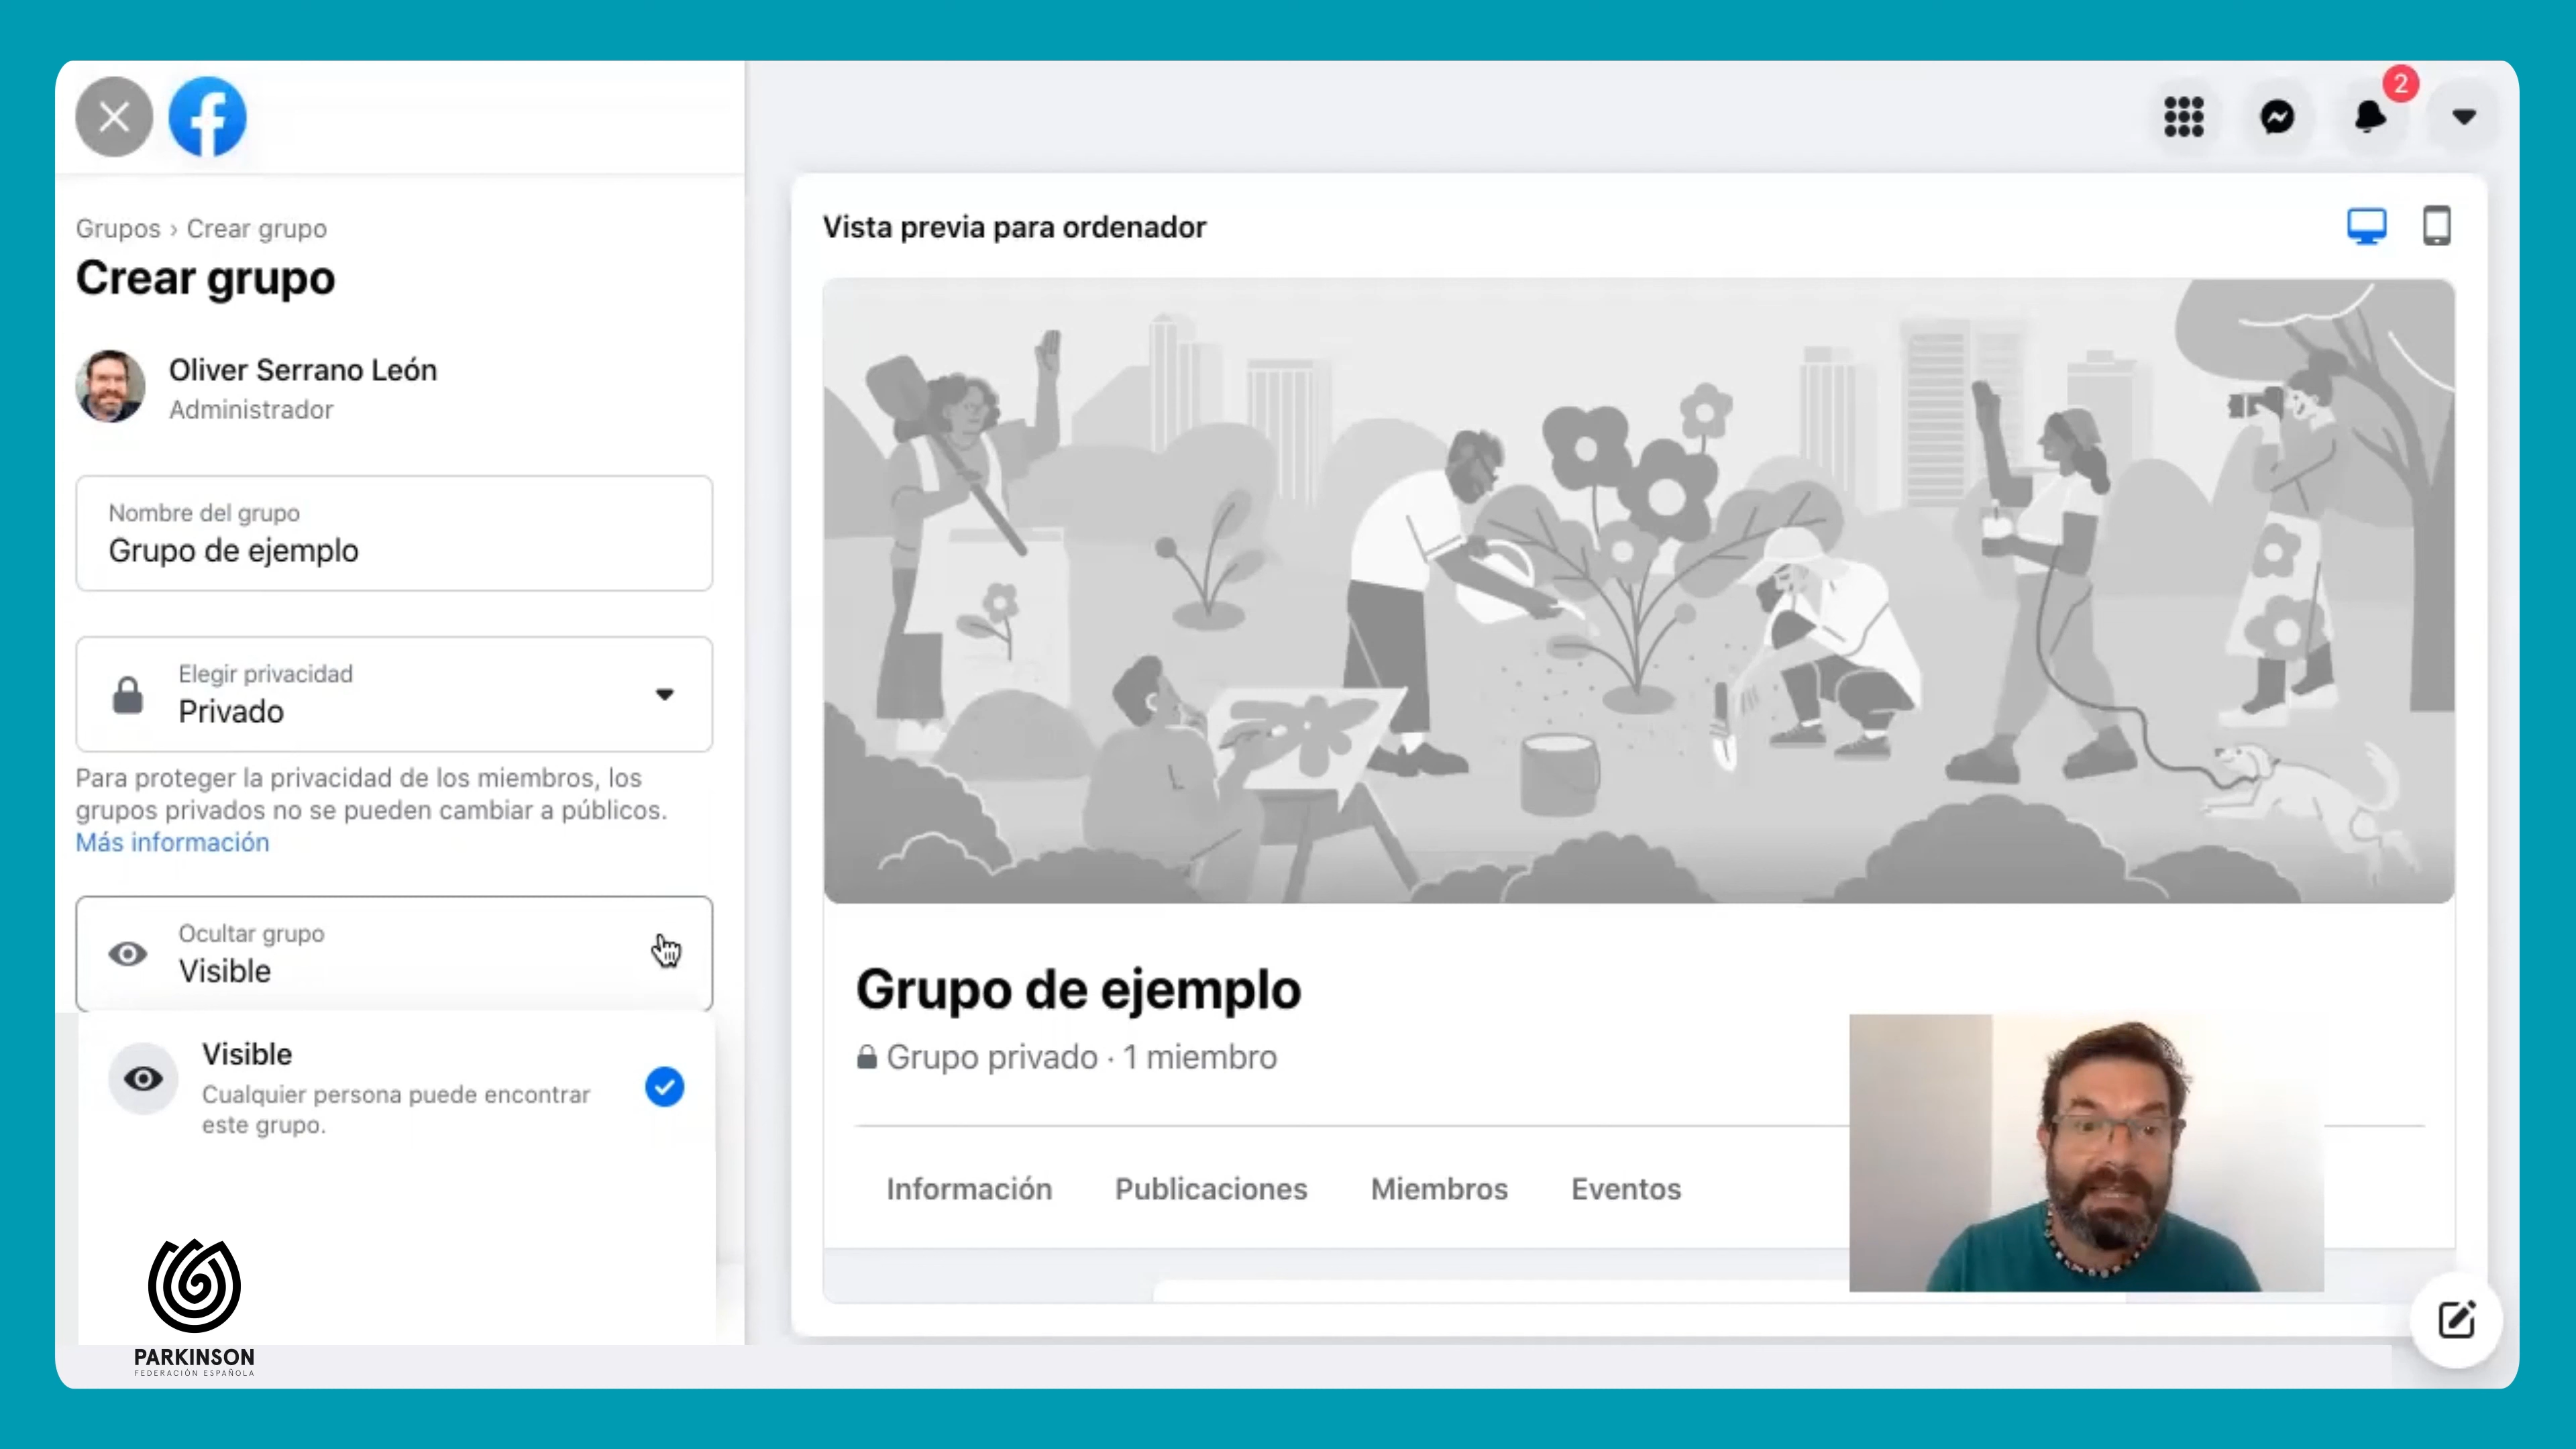 2
Grupos › Crear grupo
Crear grupo
Oliver Serrano León
Administrador
Nombre del grupo
Grupo de ejemplo
Elegir privacidad
Privado
Para proteger la privacidad de los miembros, los
grupos privados no se pueden cambiar a públicos.
Más información
Ocultar grupo
Visible
Visible
Cualquier persona puede encontrar
este grupo.
PARKINSON
FEDERACIÓN ESPAÑOLA
Vista previa para ordenador
Grupo de ejemplo
Grupo privado · 1 miembro
Información Publicaciones Miembros Eventos